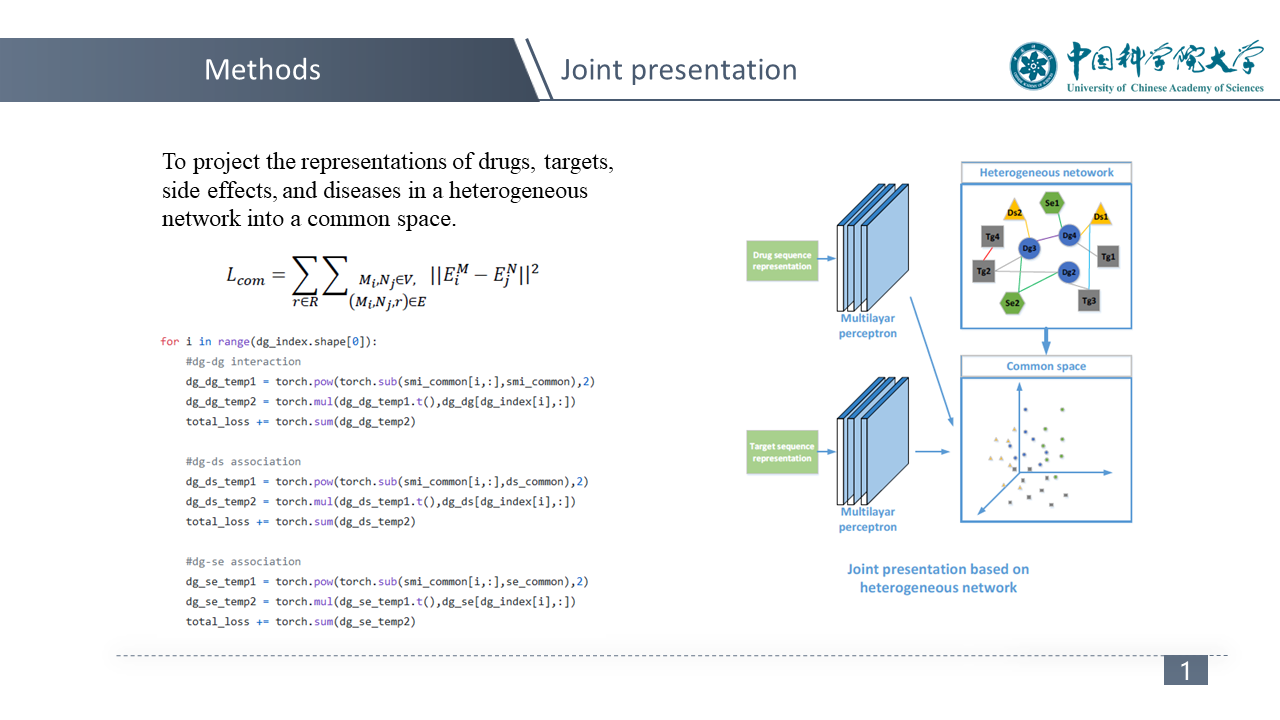 Methods
Joint presentation
中国科学院大学
University of Chinese Academy of Sciences
To project the representations of drugs, targets,
side effects, and diseases in a heterogeneous
network into a common space.
L_com = ∑_{r∈R} ∑_{M_i,N_j∈V, (M_i,N_j,r)∈E} ||E_i^M − E_j^N||^2
for i in range(dg_index.shape[0]):
#dg-dg interaction
dg_dg_temp1 = torch.pow(torch.sub(smi_common[i,:],smi_common),2)
dg_dg_temp2 = torch.mul(dg_dg_temp1.t(),dg_dg[dg_index[i],:])
total_loss += torch.sum(dg_dg_temp2)
#dg-ds association
dg_ds_temp1 = torch.pow(torch.sub(smi_common[i,:],ds_common),2)
dg_ds_temp2 = torch.mul(dg_ds_temp1.t(),dg_ds[dg_index[i],:])
total_loss += torch.sum(dg_ds_temp2)
#dg-se association
dg_se_temp1 = torch.pow(torch.sub(smi_common[i,:],se_common),2)
dg_se_temp2 = torch.mul(dg_se_temp1.t(),dg_se[dg_index[i],:])
total_loss += torch.sum(dg_se_temp2)
Drug sequence
representation
Multilayar
perceptron
Target sequence
representation
Multilayar
perceptron
Heterogeneous netowork
Ds2
Se1
Ds1
Tg4
Dg3
Dg4
Tg1
Tg2
Dg2
Se2
Tg3
Common space
Joint presentation based on
heterogeneous network
1